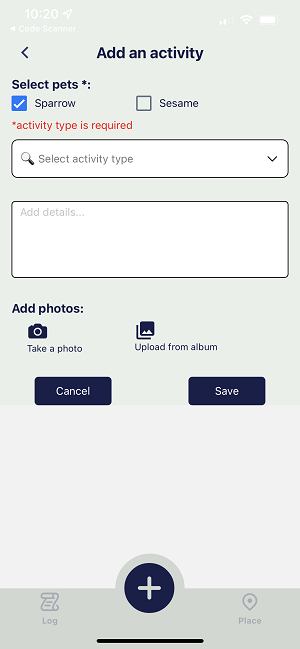 10:20
Code Scanner
Add an activity
Select pets *:
Sparrow
Sesame
*activity type is required
Select activity type
Add details...
Add photos:
Take a photo
Upload from album
Cancel
Save
Log
Place